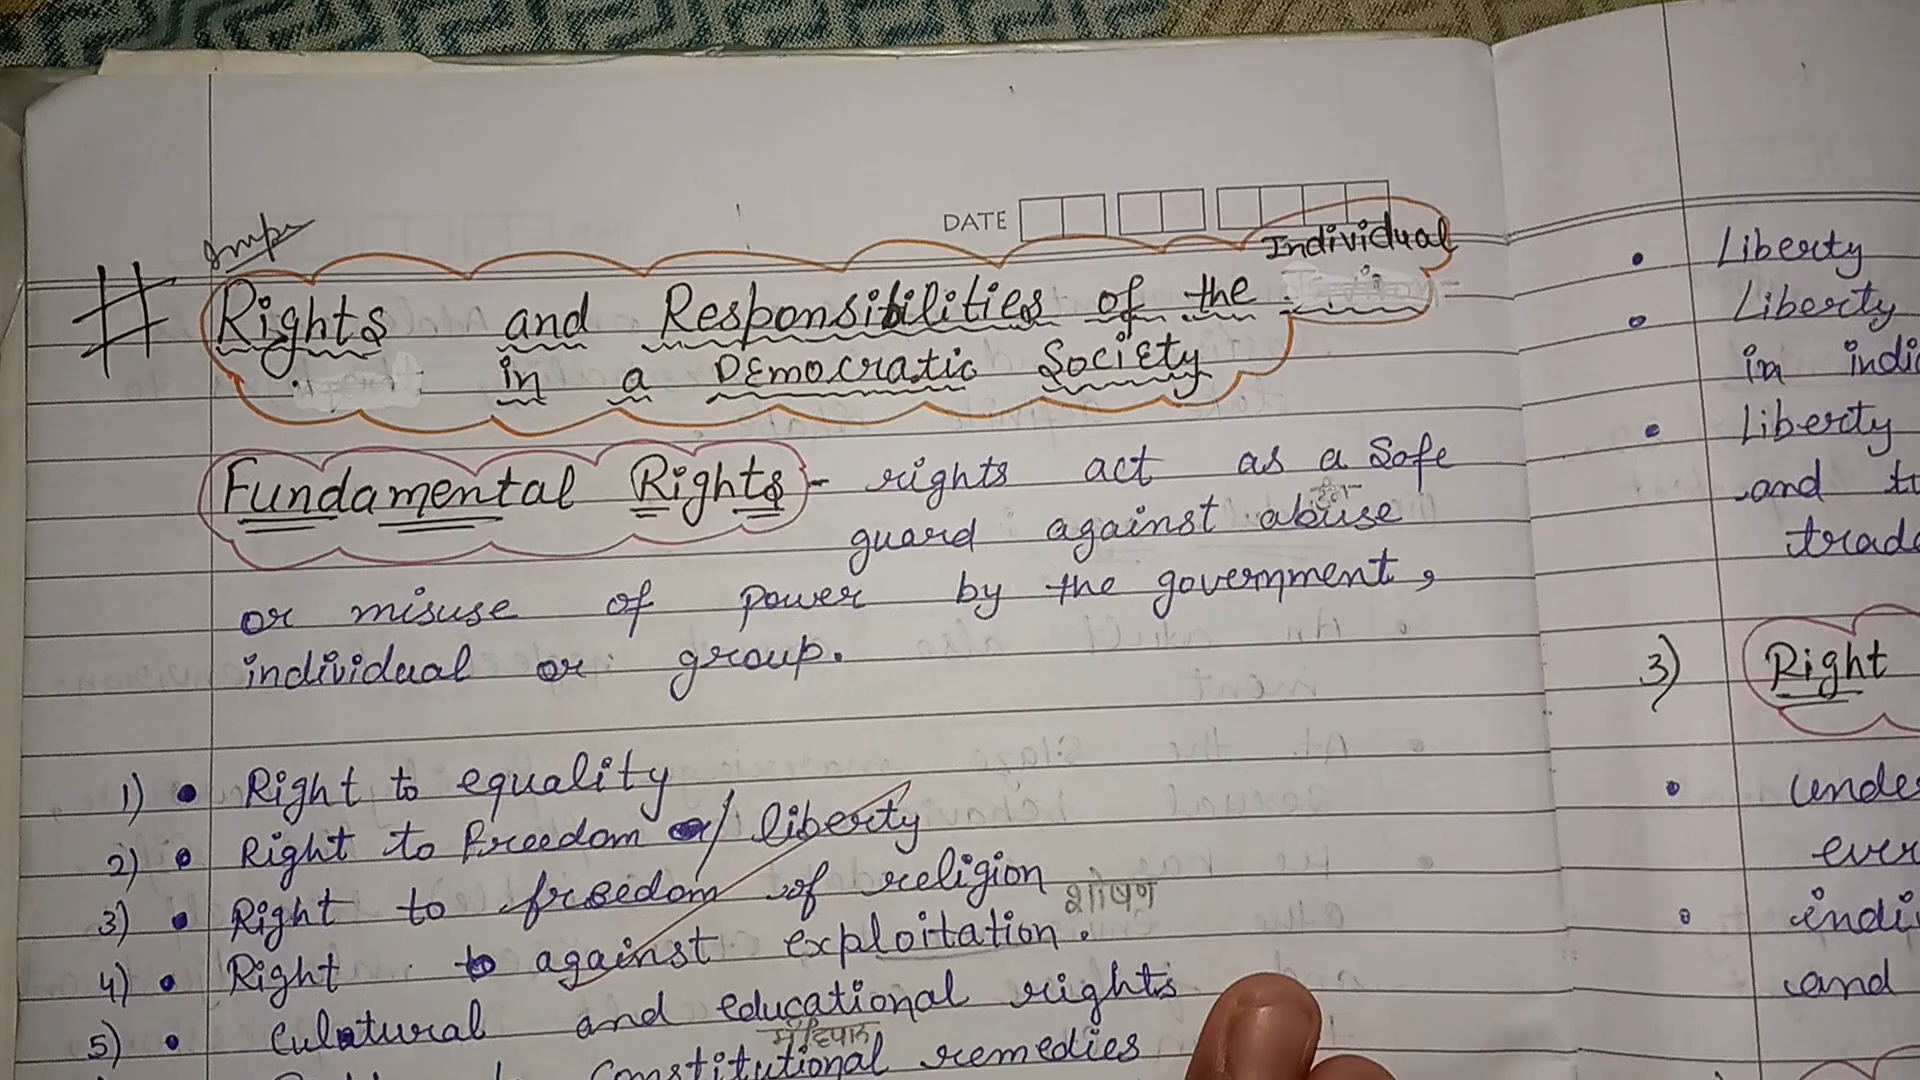 Imp
DATE
Individual
# Rights and Responsibilities of the
in a DEmocratic SociEty
Fundamental Rights - rights act as a Safe
guard against abuse
or misuse of power by the government,
individual or group.
1) • Right to equality
2) • Right to freedom / liberty
3) • Right to freedom of religion
शोषण
4) • Right to against exploitation.
5) • Culatural and educational rights
Constitutional remedies
• Liberty
• Liberty
in indi
• Liberty
and t
trade
3) Right
• Unde
ever
• indi
and